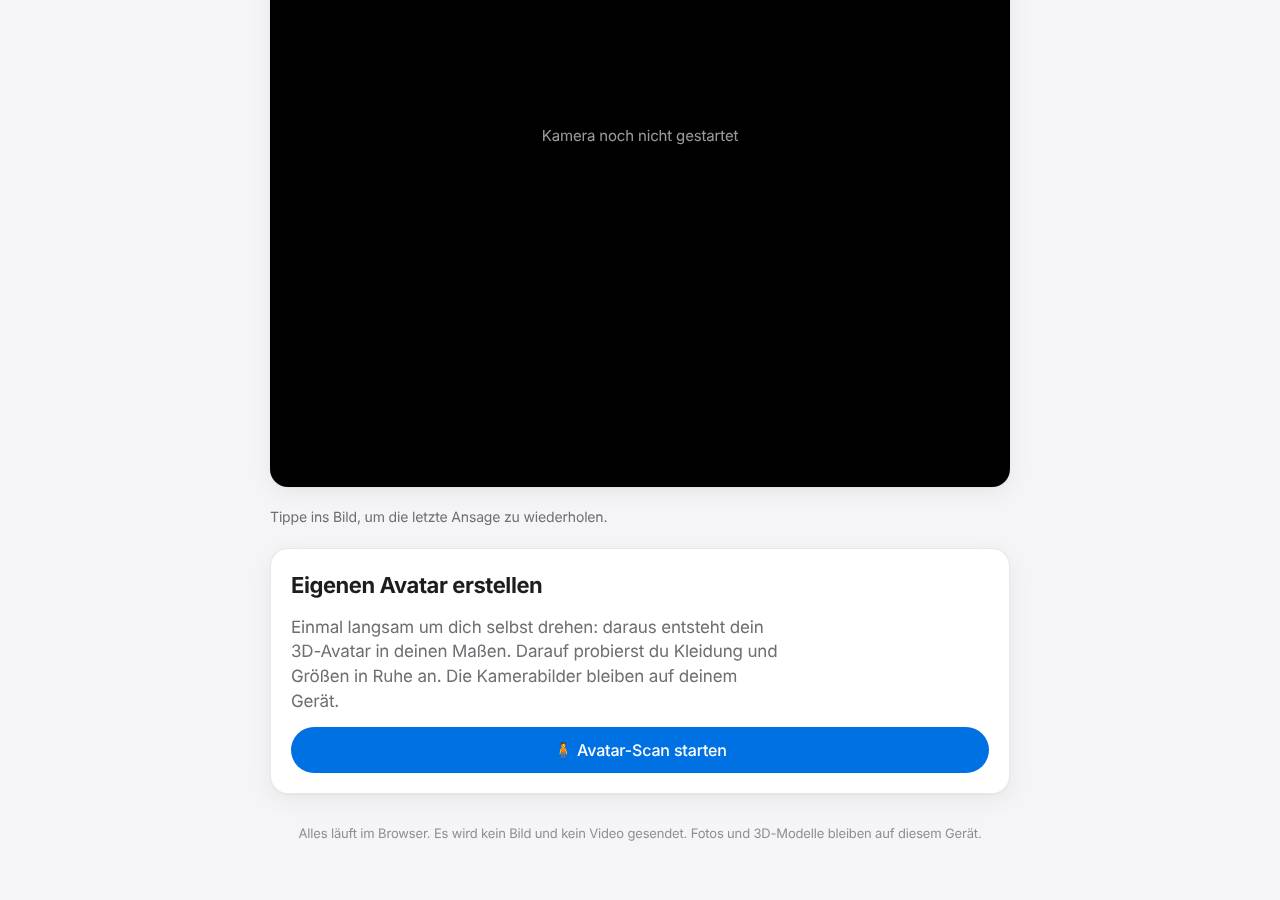 Kamera noch nicht gestartet
Tippe ins Bild, um die letzte Ansage zu wiederholen.
Eigenen Avatar erstellen
Einmal langsam um dich selbst drehen: daraus entsteht dein
3D-Avatar in deinen Maßen. Darauf probierst du Kleidung und
Größen in Ruhe an. Die Kamerabilder bleiben auf deinem
Gerät.
🧍 Avatar-Scan starten
Alles läuft im Browser. Es wird kein Bild und kein Video gesendet. Fotos und 3D-Modelle bleiben auf diesem Gerät.